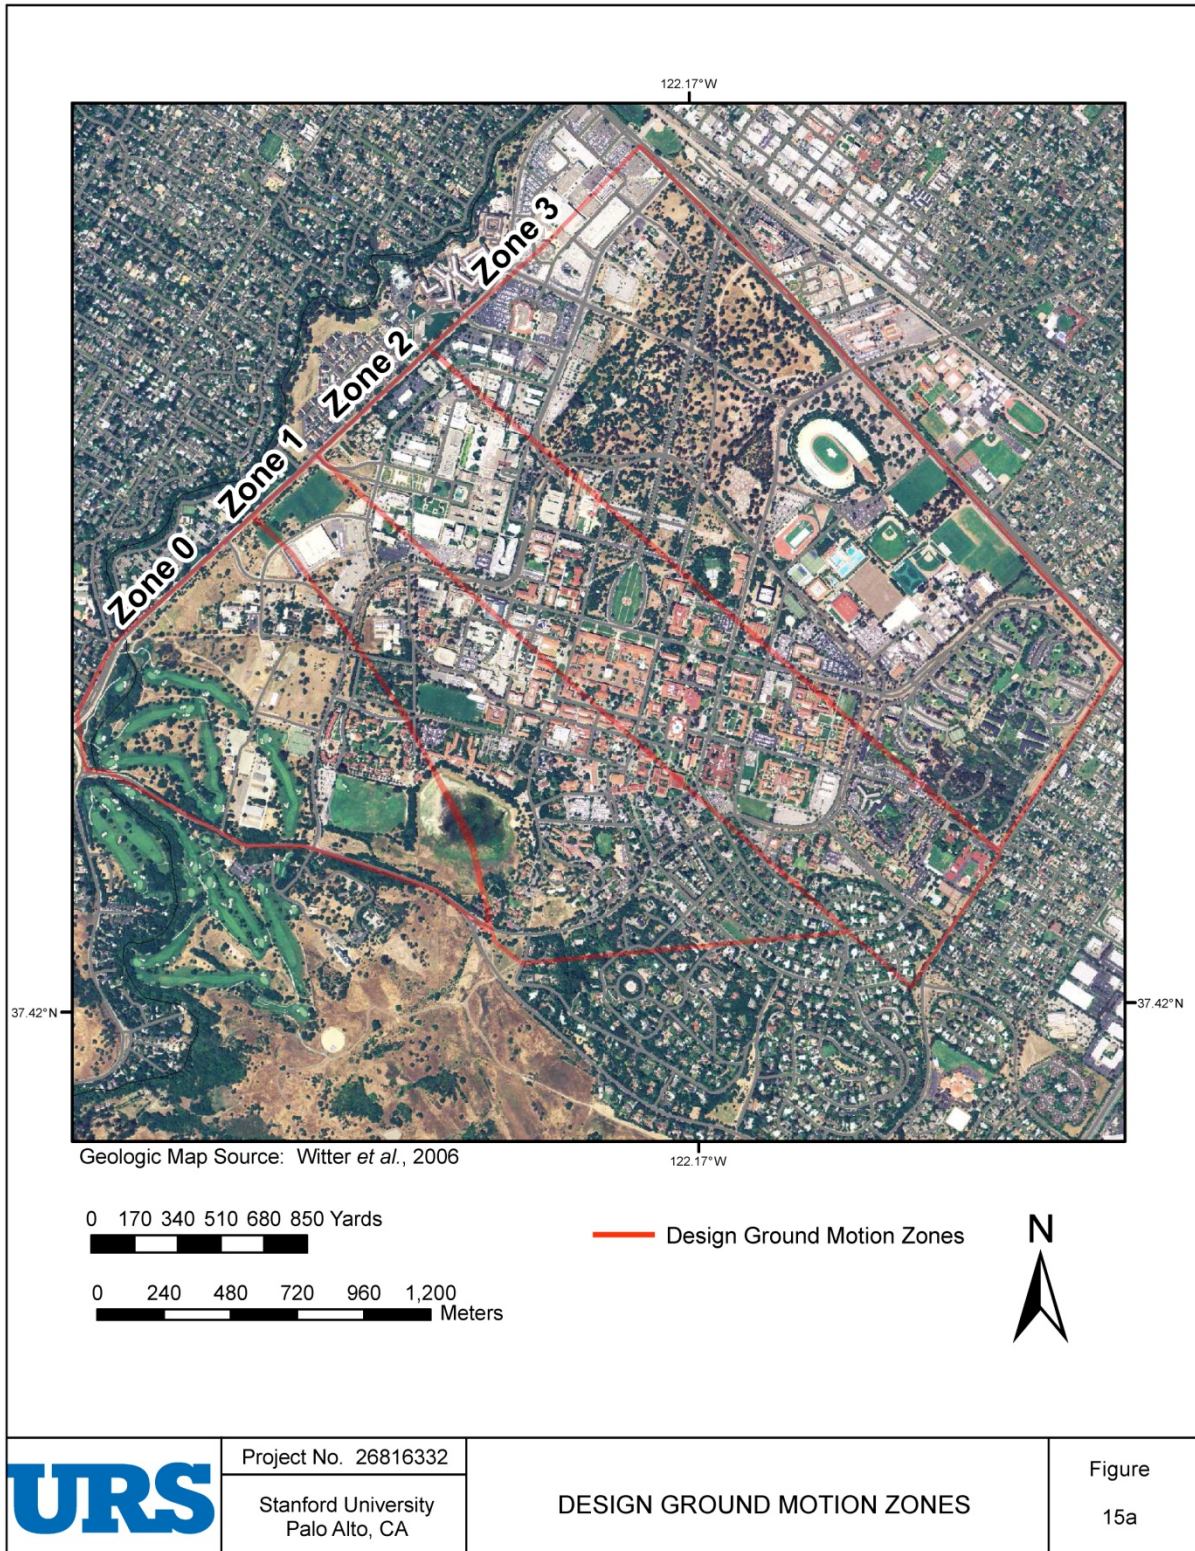 122.17°W
Zone 3
Zone 2
Zone 1
Zone 0
37.42°N
37.42°N
Geologic Map Source: Witter et al., 2006
122.17°W
0 170 340 510 680 850 Yards
0 240 480 720 960 1,200
Meters
Design Ground Motion Zones
N
URS
Project No. 26816332
Stanford University
Palo Alto, CA
DESIGN GROUND MOTION ZONES
Figure
15a